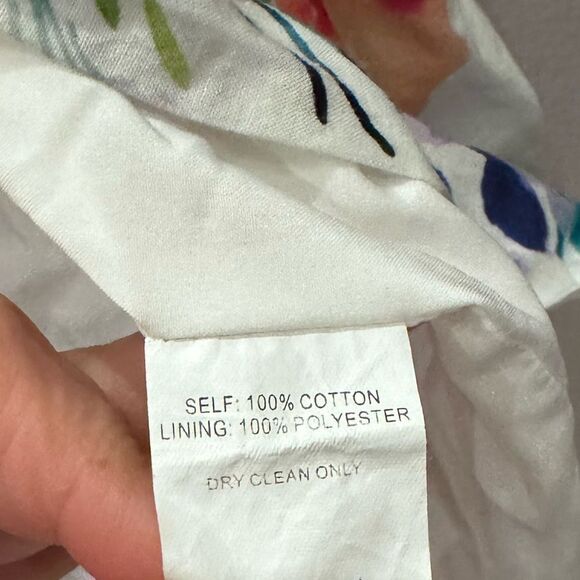 SELF: 100% COTTON
LINING: 100% POLYESTER
DRY CLEAN ONLY